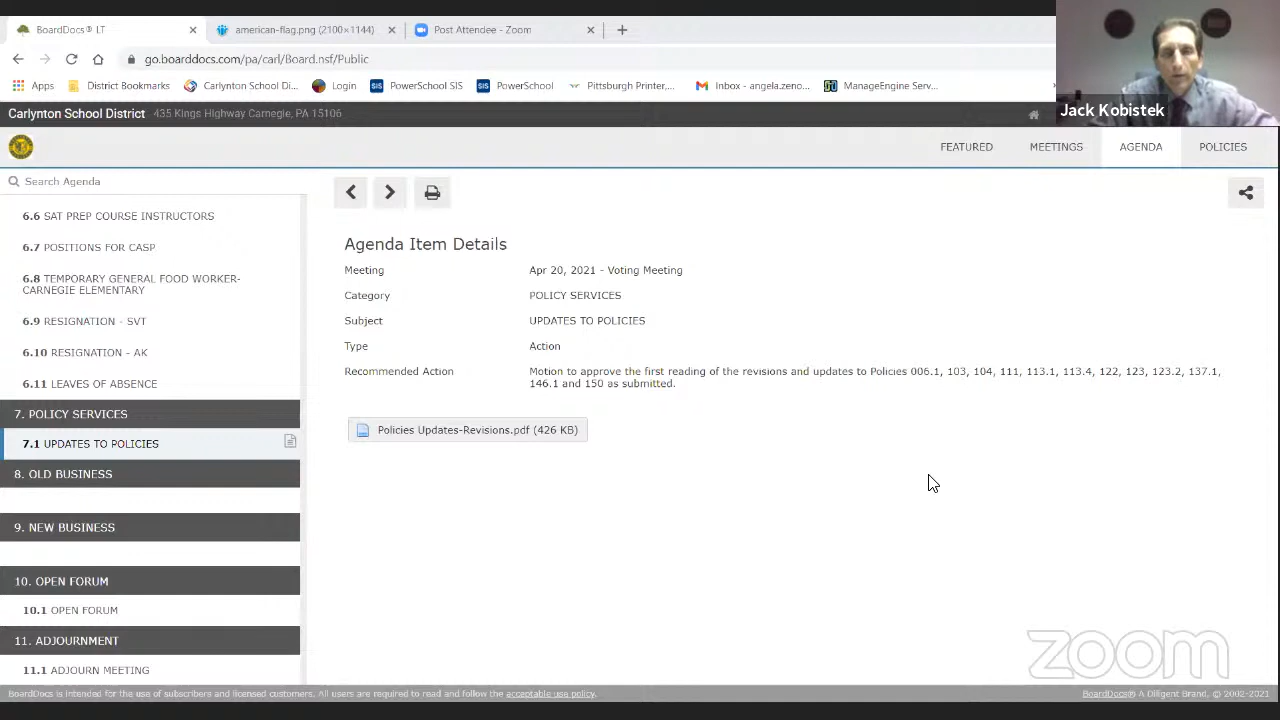 BoardDocs® LT
american-flag.png (2100×1144)
Post Attendee - Zoom
go.boarddocs.com/pa/carl/Board.nsf/Public
Apps
District Bookmarks
Carlynton School Di...
Login
SIS PowerSchool SIS
SIS PowerSchool
Pittsburgh Printer,...
Inbox - angela.zeno...
ManageEngine Serv...
Jack Kobistek
Carlynton School District 435 Kings Highway Carnegie, PA 15106
FEATURED MEETINGS AGENDA POLICIES
Search Agenda
6.6 SAT PREP COURSE INSTRUCTORS
6.7 POSITIONS FOR CASP
6.8 TEMPORARY GENERAL FOOD WORKER-
CARNEGIE ELEMENTARY
6.9 RESIGNATION - SVT
6.10 RESIGNATION - AK
6.11 LEAVES OF ABSENCE
7. POLICY SERVICES
7.1 UPDATES TO POLICIES
8. OLD BUSINESS
9. NEW BUSINESS
10. OPEN FORUM
10.1 OPEN FORUM
11. ADJOURNMENT
11.1 ADJOURN MEETING
Agenda Item Details
Meeting Apr 20, 2021 - Voting Meeting
Category POLICY SERVICES
Subject UPDATES TO POLICIES
Type Action
Recommended Action Motion to approve the first reading of the revisions and updates to Policies 006.1, 103, 104, 111, 113.1, 113.4, 122, 123, 123.2, 137.1,
146.1 and 150 as submitted.
Policies Updates-Revisions.pdf (426 KB)
zoom
BoardDocs is intended for the use of subscribers and licensed customers. All users are required to read and follow the acceptable use policy.
BoardDocs® A Diligent Brand. © 2002-2021